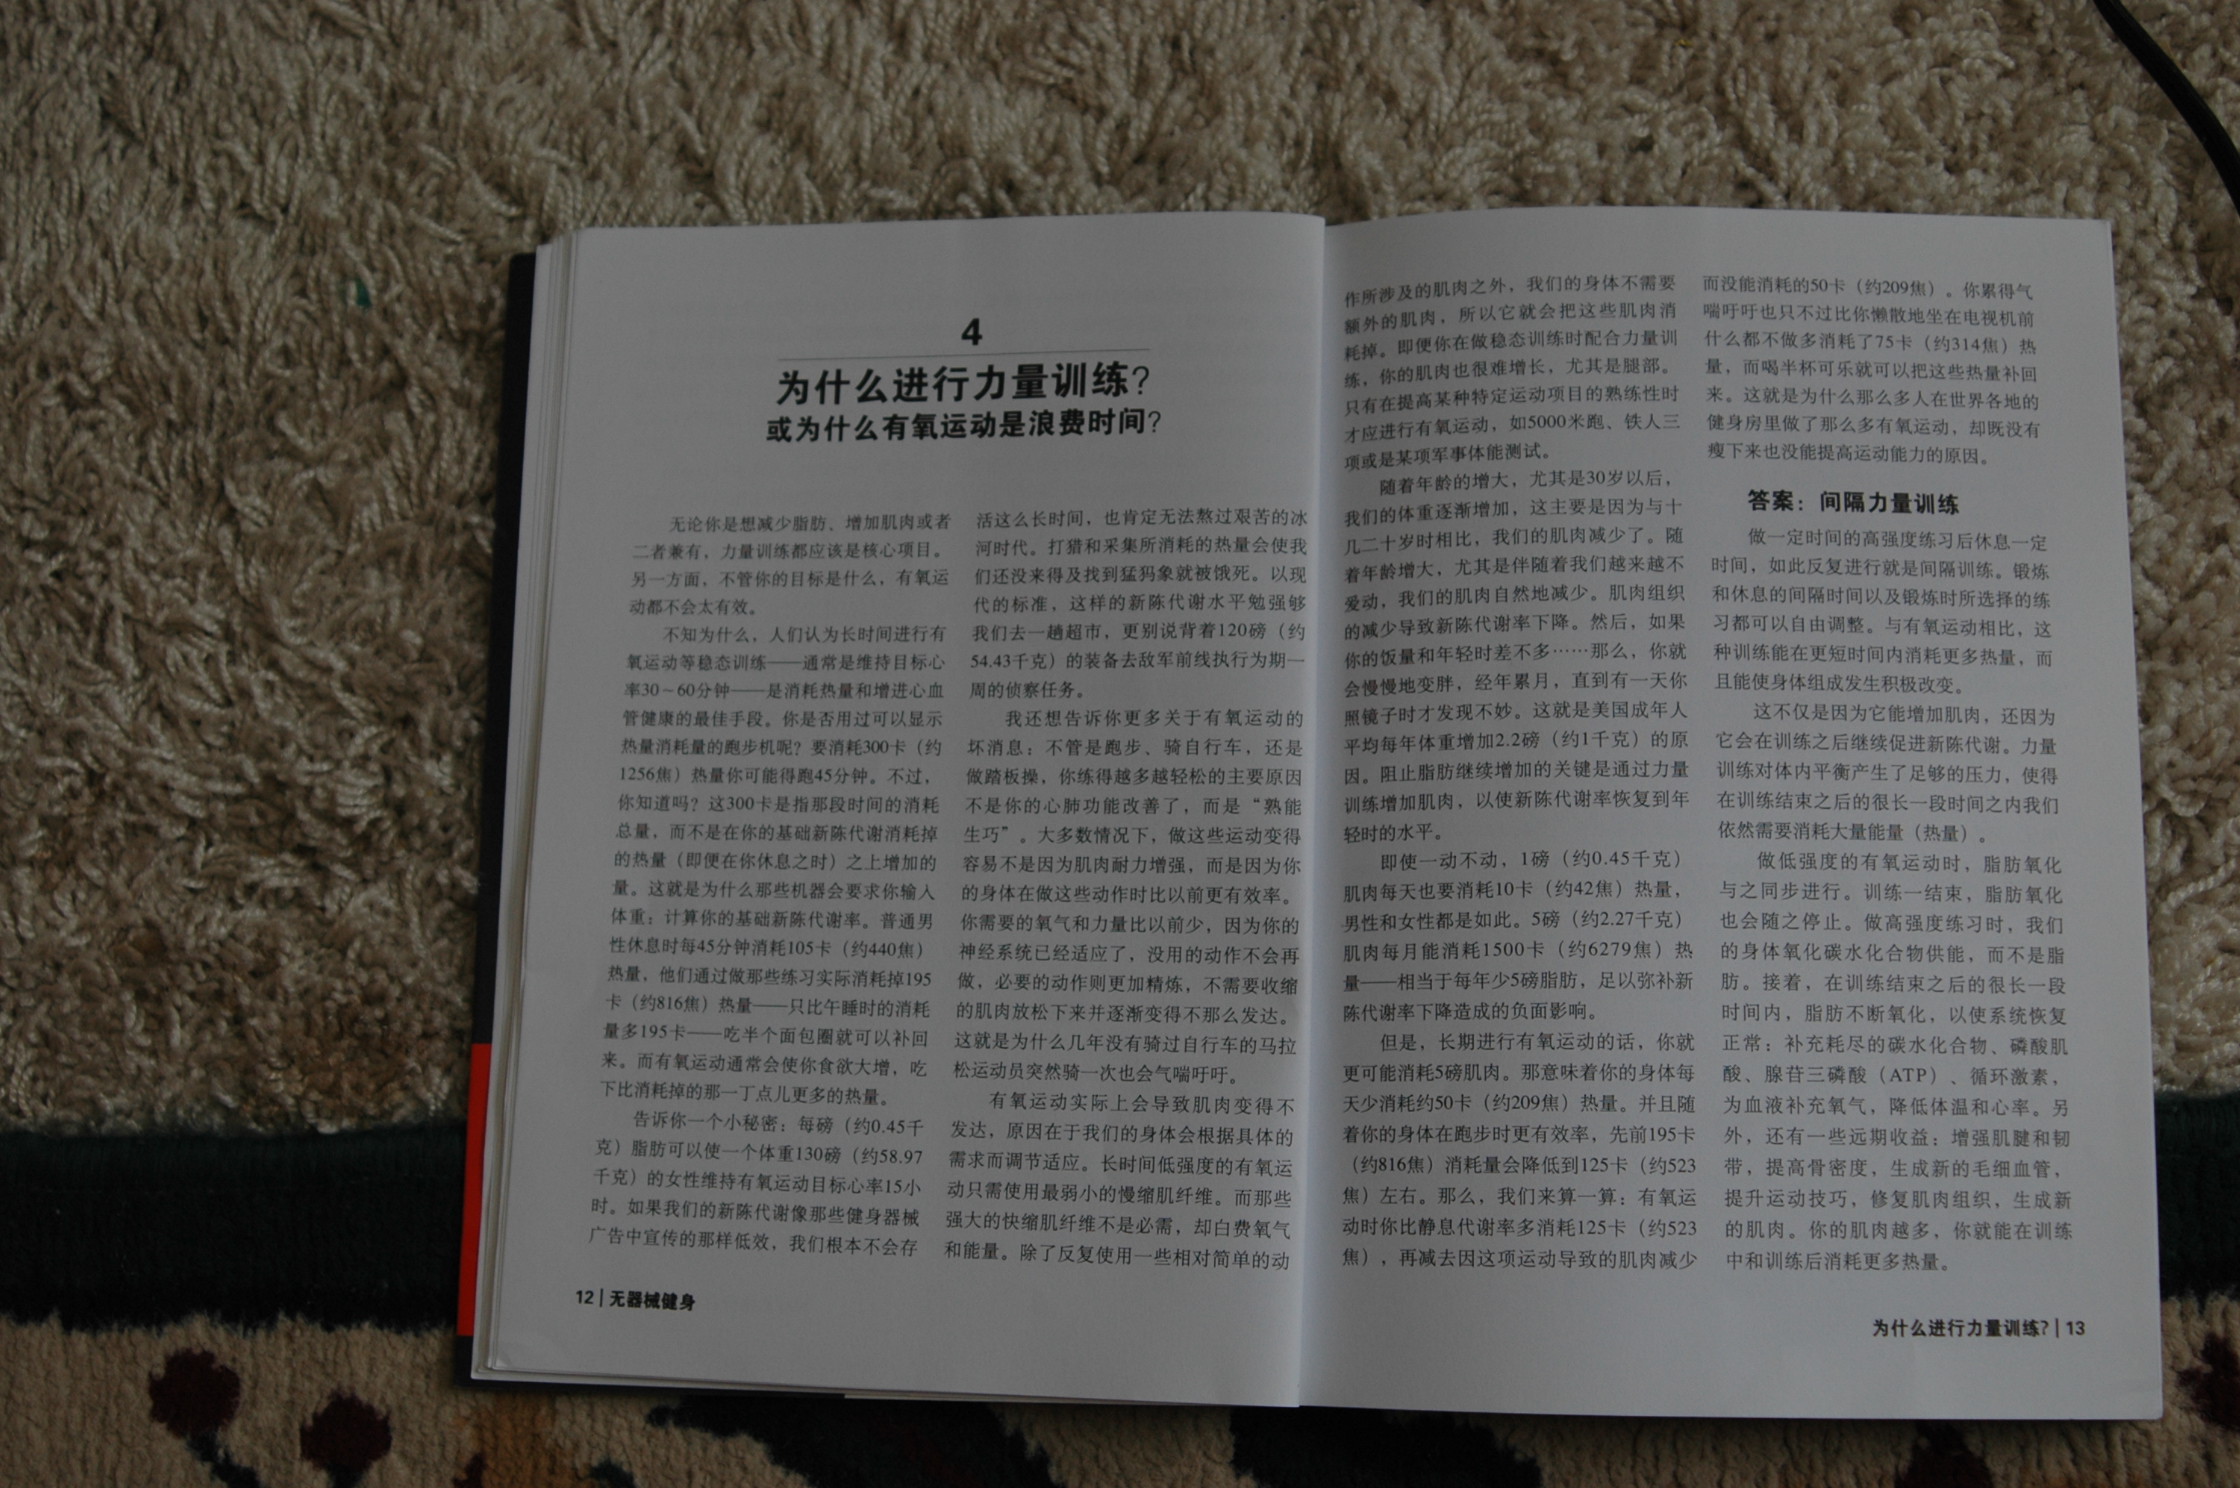 4
为什么进行力量训练？
或为什么有氧运动是浪费时间？
无论你是想减少脂肪、增加肌肉或者
二者兼有，力量训练都应该是核心项目。
另一方面，不管你的目标是什么，有氧运
动都不会太有效。
不知为什么，人们认为长时间进行有
氧运动等稳态训练——通常是维持目标心
率30～60分钟——是消耗热量和增进心血
管健康的最佳手段。你是否用过可以显示
热量消耗量的跑步机呢？要消耗300卡（约
1256焦）热量你可能得跑45分钟。不过，
你知道吗？这300卡是指那段时间的消耗
总量，而不是在你的基础新陈代谢消耗掉
的热量（即便在你休息之时）之上增加的
量。这就是为什么那些机器会要求你输入
体重：计算你的基础新陈代谢率。普通男
性休息时每45分钟消耗105卡（约440焦）
热量，他们通过做那些练习实际消耗掉195
卡（约816焦）热量——只比午睡时的消耗
量多195卡——吃半个面包圈就可以补回
来。而有氧运动通常会使你食欲大增，吃
下比消耗掉的那一丁点儿更多的热量。
告诉你一个小秘密：每磅（约0.45千
克）脂肪可以使一个体重130磅（约58.97
千克）的女性维持有氧运动目标心率15小
时。如果我们的新陈代谢像那些健身器械
广告中宣传的那样低效，我们根本不会存
活这么长时间，也肯定无法熬过艰苦的冰
河时代。打猎和采集所消耗的热量会使我
们还没来得及找到猛犸象就被饿死。以现
代的标准，这样的新陈代谢水平勉强够
我们去一趟超市，更别说背着120磅（约
54.43千克）的装备去敌军前线执行为期一
周的侦察任务。
我还想告诉你更多关于有氧运动的
坏消息：不管是跑步、骑自行车，还是
做踏板操，你练得越多越轻松的主要原因
不是你的心肺功能改善了，而是“熟能
生巧”。大多数情况下，做这些运动变得
容易不是因为肌肉耐力增强，而是因为你
的身体在做这些动作时比以前更有效率。
你需要的氧气和力量比以前少，因为你的
神经系统已经适应了，没用的动作不会再
做，必要的动作则更加精炼，不需要收缩
的肌肉放松下来并逐渐变得不那么发达。
这就是为什么几年没有骑过自行车的马拉
松运动员突然骑一次也会气喘吁吁。
有氧运动实际上会导致肌肉变得不
发达，原因在于我们的身体会根据具体的
需求而调节适应。长时间低强度的有氧运
动只需使用最弱小的慢缩肌纤维。而那些
强大的快缩肌纤维不是必需，却白费氧气
和能量。除了反复使用一些相对简单的动
12|无器械健身
作所涉及的肌肉之外，我们的身体不需要
额外的肌肉，所以它就会把这些肌肉消
耗掉。即便你在做稳态训练时配合力量训
练，你的肌肉也很难增长，尤其是腿部。
只有在提高某种特定运动项目的熟练性时
才应进行有氧运动，如5000米跑、铁人三
项或是某项军事体能测试。
随着年龄的增大，尤其是30岁以后，
我们的体重逐渐增加，这主要是因为与十
几二十岁时相比，我们的肌肉减少了。随
着年龄增大，尤其是伴随着我们越来越不
爱动，我们的肌肉自然地减少。肌肉组织
的减少导致新陈代谢率下降。然后，如果
你的饭量和年轻时差不多……那么，你就
会慢慢地变胖，经年累月，直到有一天你
照镜子时才发现不妙。这就是美国成年人
平均每年体重增加2.2磅（约1千克）的原
因。阻止脂肪继续增加的关键是通过力量
训练增加肌肉，以使新陈代谢率恢复到年
轻时的水平。
即使一动不动，1磅（约0.45千克）
肌肉每天也要消耗10卡（约42焦）热量，
男性和女性都是如此。5磅（约2.27千克）
肌肉每月能消耗1500卡（约6279焦）热
量——相当于每年少5磅脂肪，足以弥补新
陈代谢率下降造成的负面影响。
但是，长期进行有氧运动的话，你就
更可能消耗5磅肌肉。那意味着你的身体每
天少消耗约50卡（约209焦）热量。并且随
着你的身体在跑步时更有效率，先前195卡
（约816焦）消耗量会降低到125卡（约523
焦）左右。那么，我们来算一算：有氧运
动时你比静息代谢率多消耗125卡（约523
焦），再减去因这项运动导致的肌肉减少
而没能消耗的50卡（约209焦）。你累得气
喘吁吁也只不过比你懒散地坐在电视机前
什么都不做多消耗了75卡（约314焦）热
量，而喝半杯可乐就可以把这些热量补回
来。这就是为什么那么多人在世界各地的
健身房里做了那么多有氧运动，却既没有
瘦下来也没能提高运动能力的原因。
答案：间隔力量训练
做一定时间的高强度练习后休息一定
时间，如此反复进行就是间隔训练。锻炼
和休息的间隔时间以及锻炼时所选择的练
习都可以自由调整。与有氧运动相比，这
种训练能在更短时间内消耗更多热量，而
且能使身体组成发生积极改变。
这不仅是因为它能增加肌肉，还因为
它会在训练之后继续促进新陈代谢。力量
训练对体内平衡产生了足够的压力，使得
在训练结束之后的很长一段时间之内我们
依然需要消耗大量能量（热量）。
做低强度的有氧运动时，脂肪氧化
与之同步进行。训练一结束，脂肪氧化
也会随之停止。做高强度练习时，我们
的身体氧化碳水化合物供能，而不是脂
肪。接着，在训练结束之后的很长一段
时间内，脂肪不断氧化，以使系统恢复
正常：补充耗尽的碳水化合物、磷酸肌
酸、腺苷三磷酸（ATP）、循环激素，
为血液补充氧气，降低体温和心率。另
外，还有一些远期收益：增强肌腱和韧
带，提高骨密度，生成新的毛细血管，
提升运动技巧，修复肌肉组织，生成新
的肌肉。你的肌肉越多，你就能在训练
中和训练后消耗更多热量。
为什么进行力量训练？|13